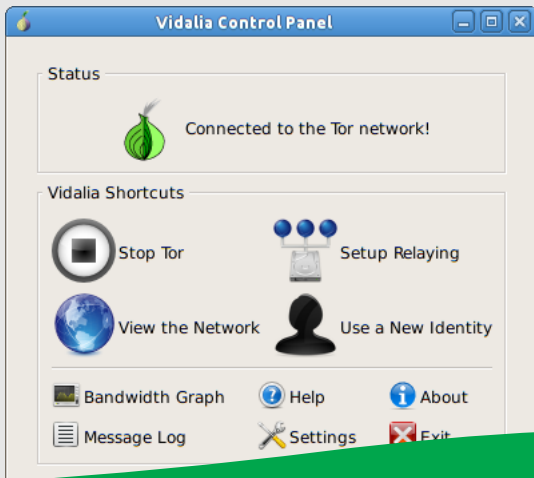 Vidalia Control Panel
Status
Connected to the Tor network!
Vidalia Shortcuts
Stop Tor
Setup Relaying
View the Network
Use a New Identity
Bandwidth Graph
Help
About
Message Log
Settings
Exit